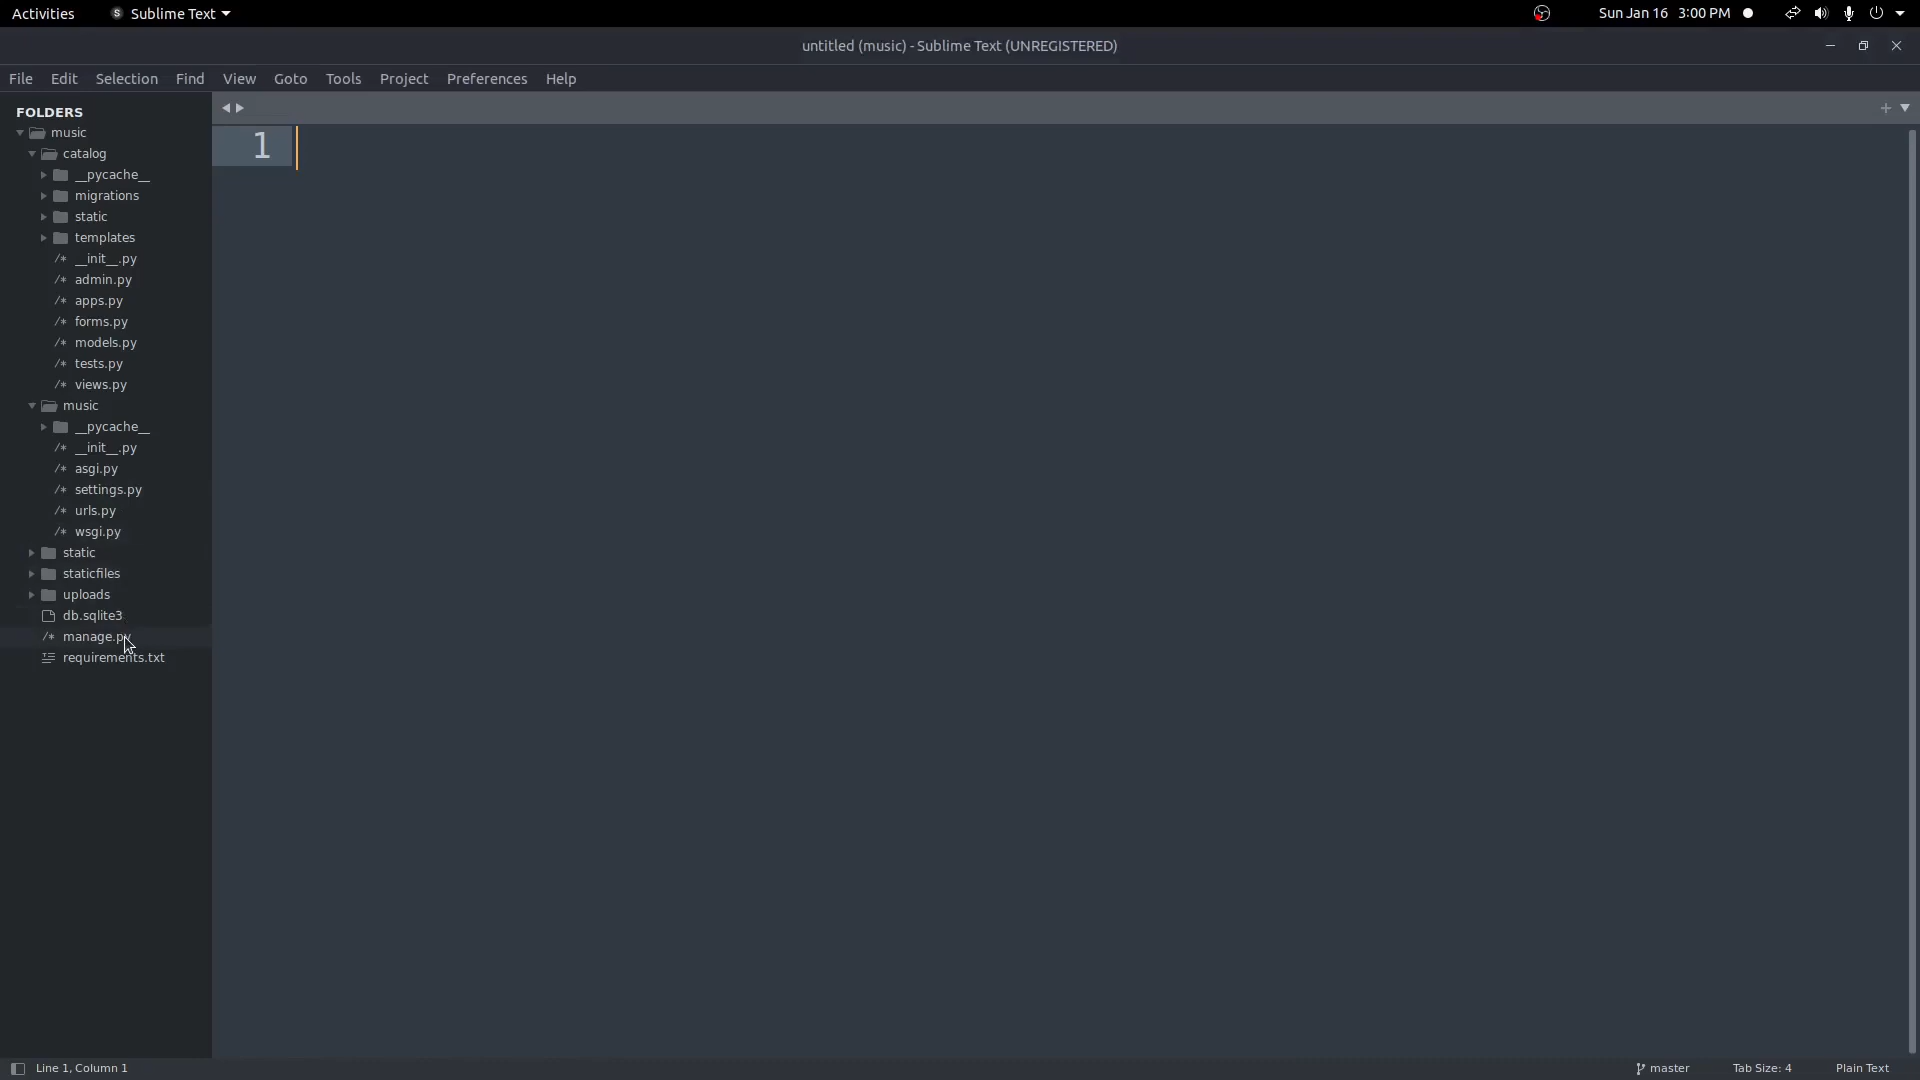 Activities
Sublime Text
Sun Jan 16 3:00 PM
untitled (music) - Sublime Text (UNREGISTERED)
File Edit Selection Find View Goto Tools Project Preferences Help
FOLDERS
music
catalog
__pycache__
migrations
static
templates
__init__.py
admin.py
apps.py
forms.py
models.py
tests.py
views.py
music
__pycache__
__init__.py
asgi.py
settings.py
urls.py
wsgi.py
static
staticfiles
uploads
db.sqlite3
manage.py
requirements.txt
1
Line 1, Column 1
master
Tab Size: 4
Plain Text